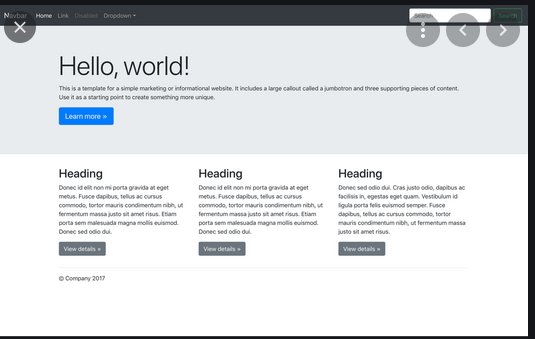 Navbar Home Link Disabled Dropdown Search Search
Hello, world!
This is a template for a simple marketing or informational website. It includes a large callout called a jumbotron and three supporting pieces of content.
Use it as a starting point to create something more unique.
Learn more »
Heading
Donec id elit non mi porta gravida at eget
metus. Fusce dapibus, tellus ac cursus
commodo, tortor mauris condimentum nibh, ut
fermentum massa justo sit amet risus. Etiam
porta sem malesuada magna mollis euismod.
Donec sed odio dui.
View details »
Heading
Donec id elit non mi porta gravida at eget
metus. Fusce dapibus, tellus ac cursus
commodo, tortor mauris condimentum nibh, ut
fermentum massa justo sit amet risus. Etiam
porta sem malesuada magna mollis euismod.
Donec sed odio dui.
View details »
Heading
Donec sed odio dui. Cras justo odio, dapibus ac
facilisis in, egestas eget quam. Vestibulum id
ligula porta felis euismod semper. Fusce
dapibus, tellus ac cursus commodo, tortor
mauris condimentum nibh, ut fermentum massa
justo sit amet risus.
View details »
© Company 2017